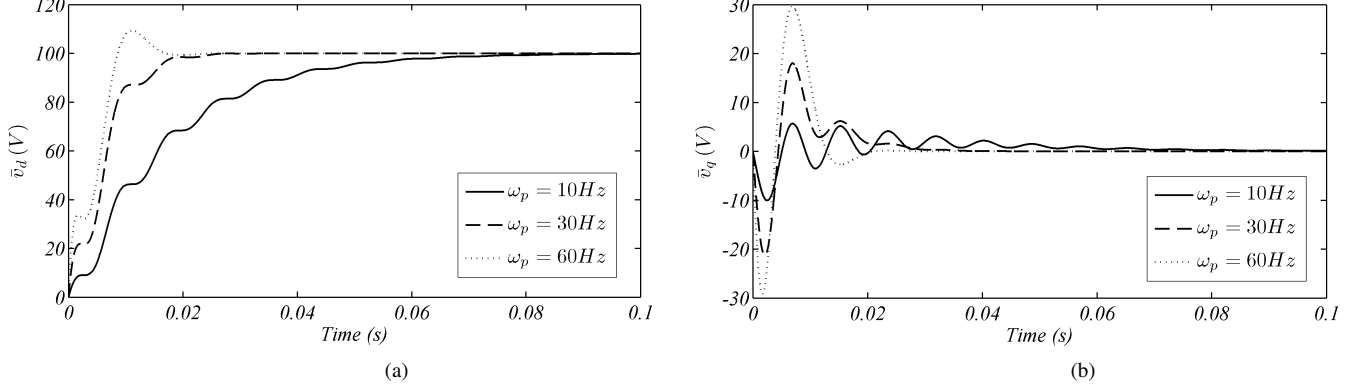 120
100
80
60
40
20
0
v̄_d (V)
ω_p = 10Hz
ω_p = 30Hz
ω_p = 60Hz
0 0.02 0.04 0.06 0.08 0.1
Time (s)
(a)
30
20
10
0
-10
-20
-30
v̄_q (V)
ω_p = 10Hz
ω_p = 30Hz
ω_p = 60Hz
0 0.02 0.04 0.06 0.08 0.1
Time (s)
(b)